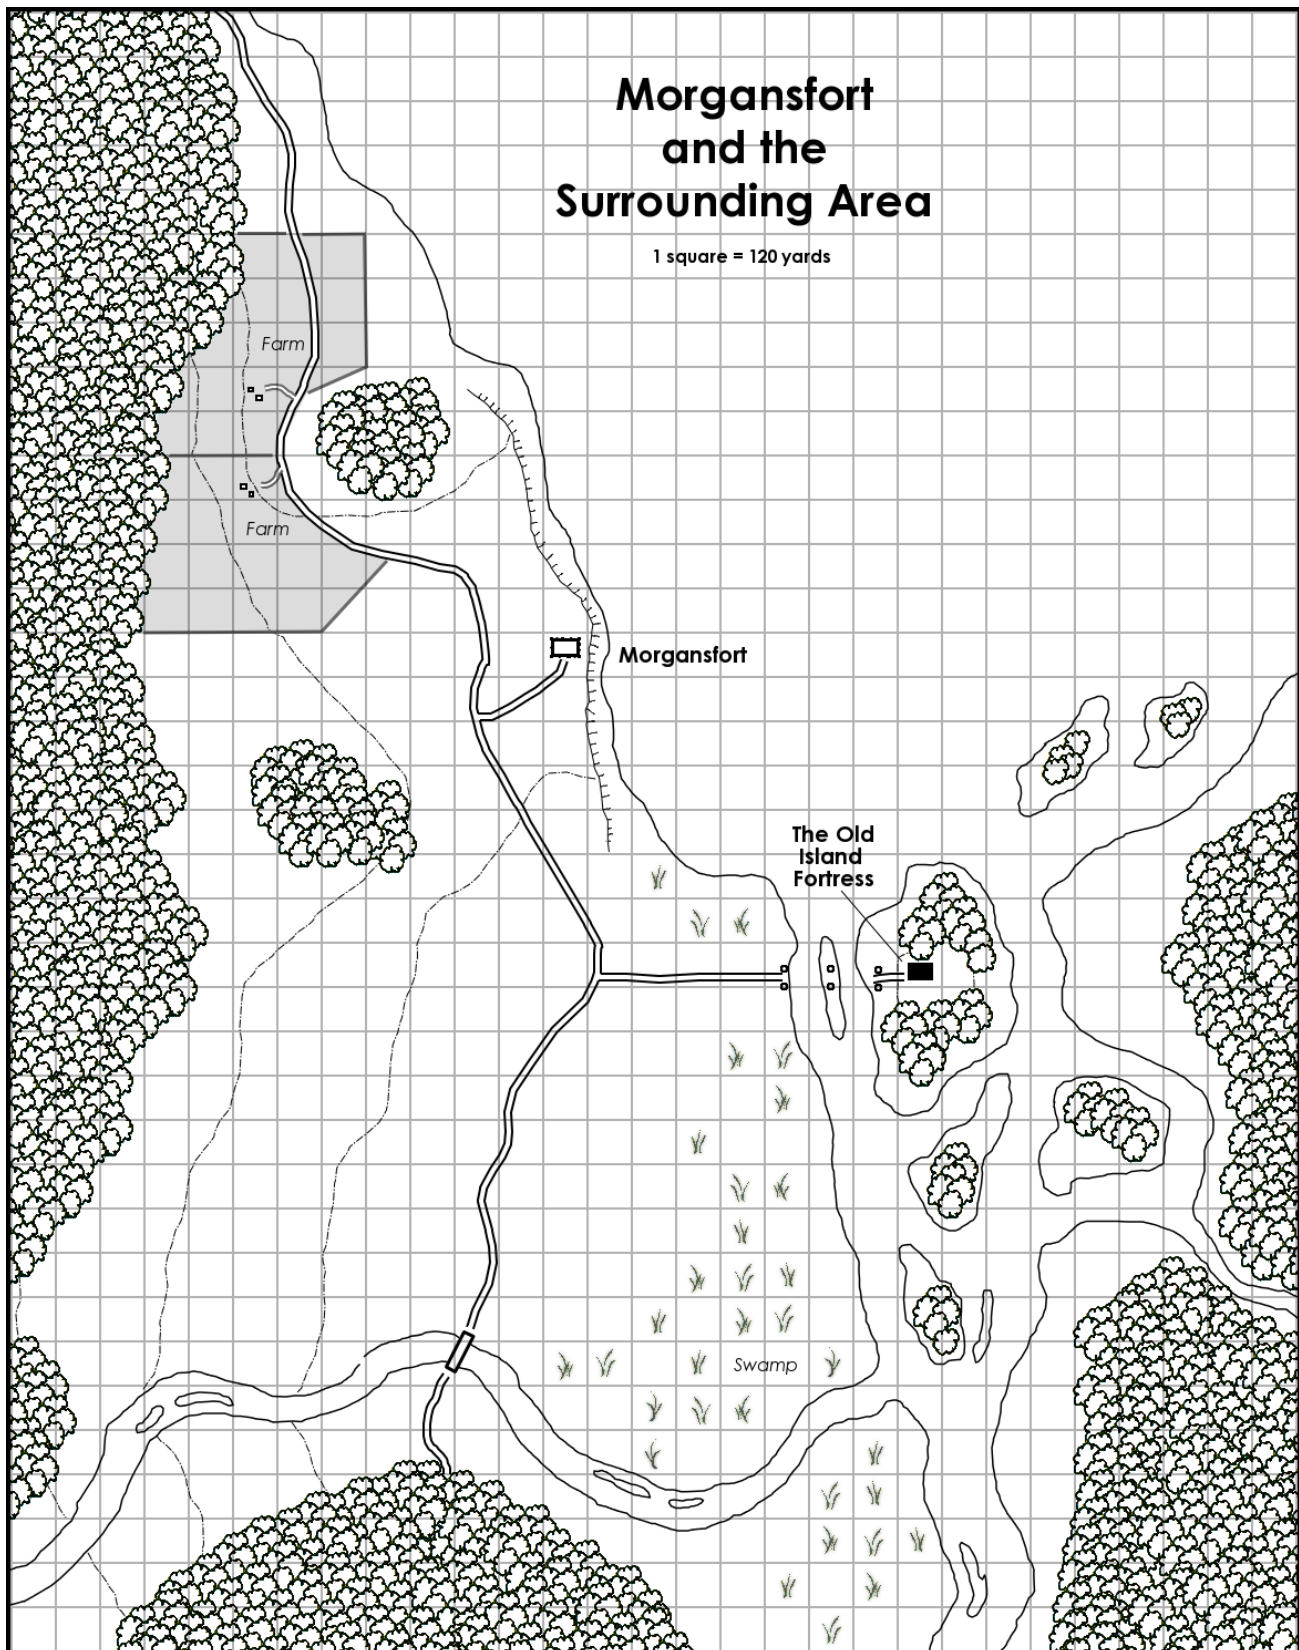 Morgansfort
and the
Surrounding Area
1 square = 120 yards
Farm
Farm
Morgansfort
The Old
Island
Fortress
Swamp